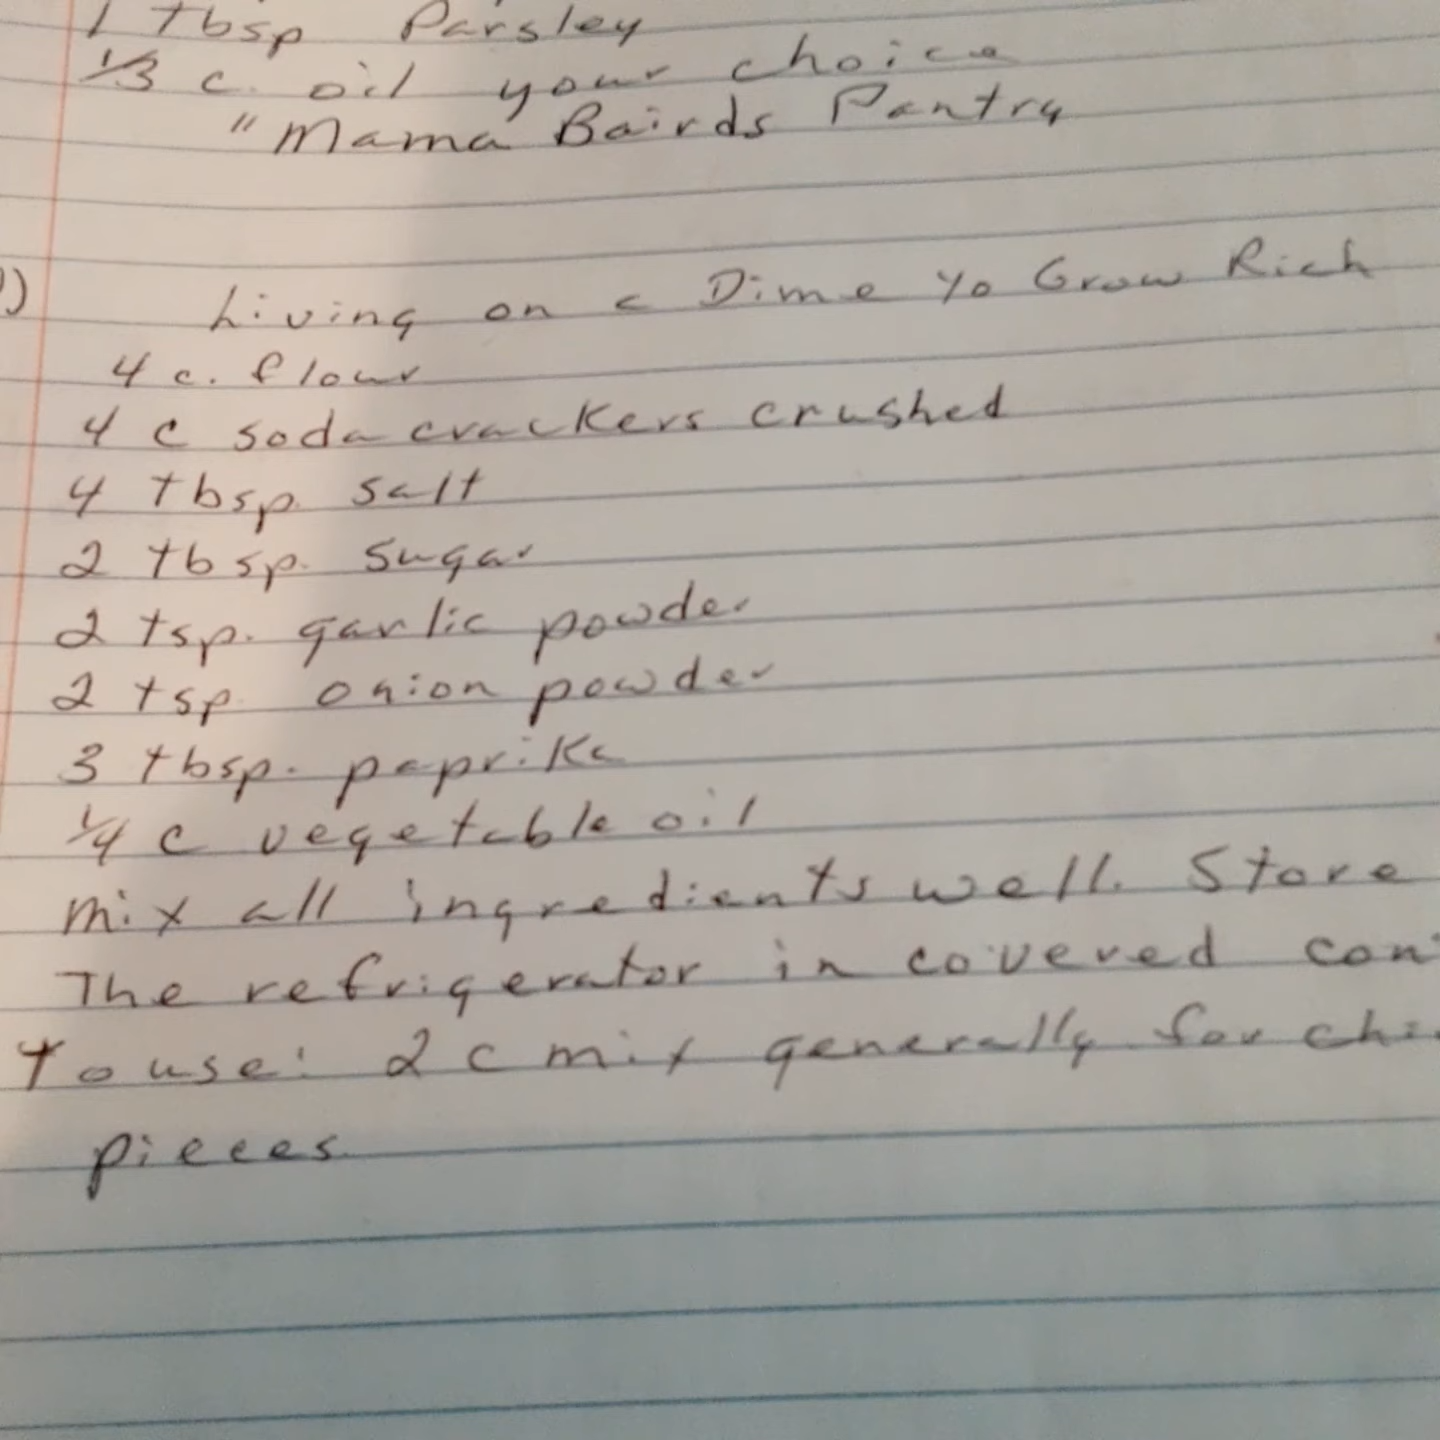 1 tbsp Parsley
1/3 c. oil your choice
"Mama Bairds Pantry
) Living on a Dime To Grow Rich
4 c. flour
4 c soda crackers crushed
4 tbsp. salt
2 tbsp. sugar
2 tsp. garlic powder
2 tsp. onion powder
3 tbsp. paprika
1/4 c vegetable oil
mix all ingredients well. Store
The refrigerator in covered con
To use: 2 c mix generally for chi
pieces